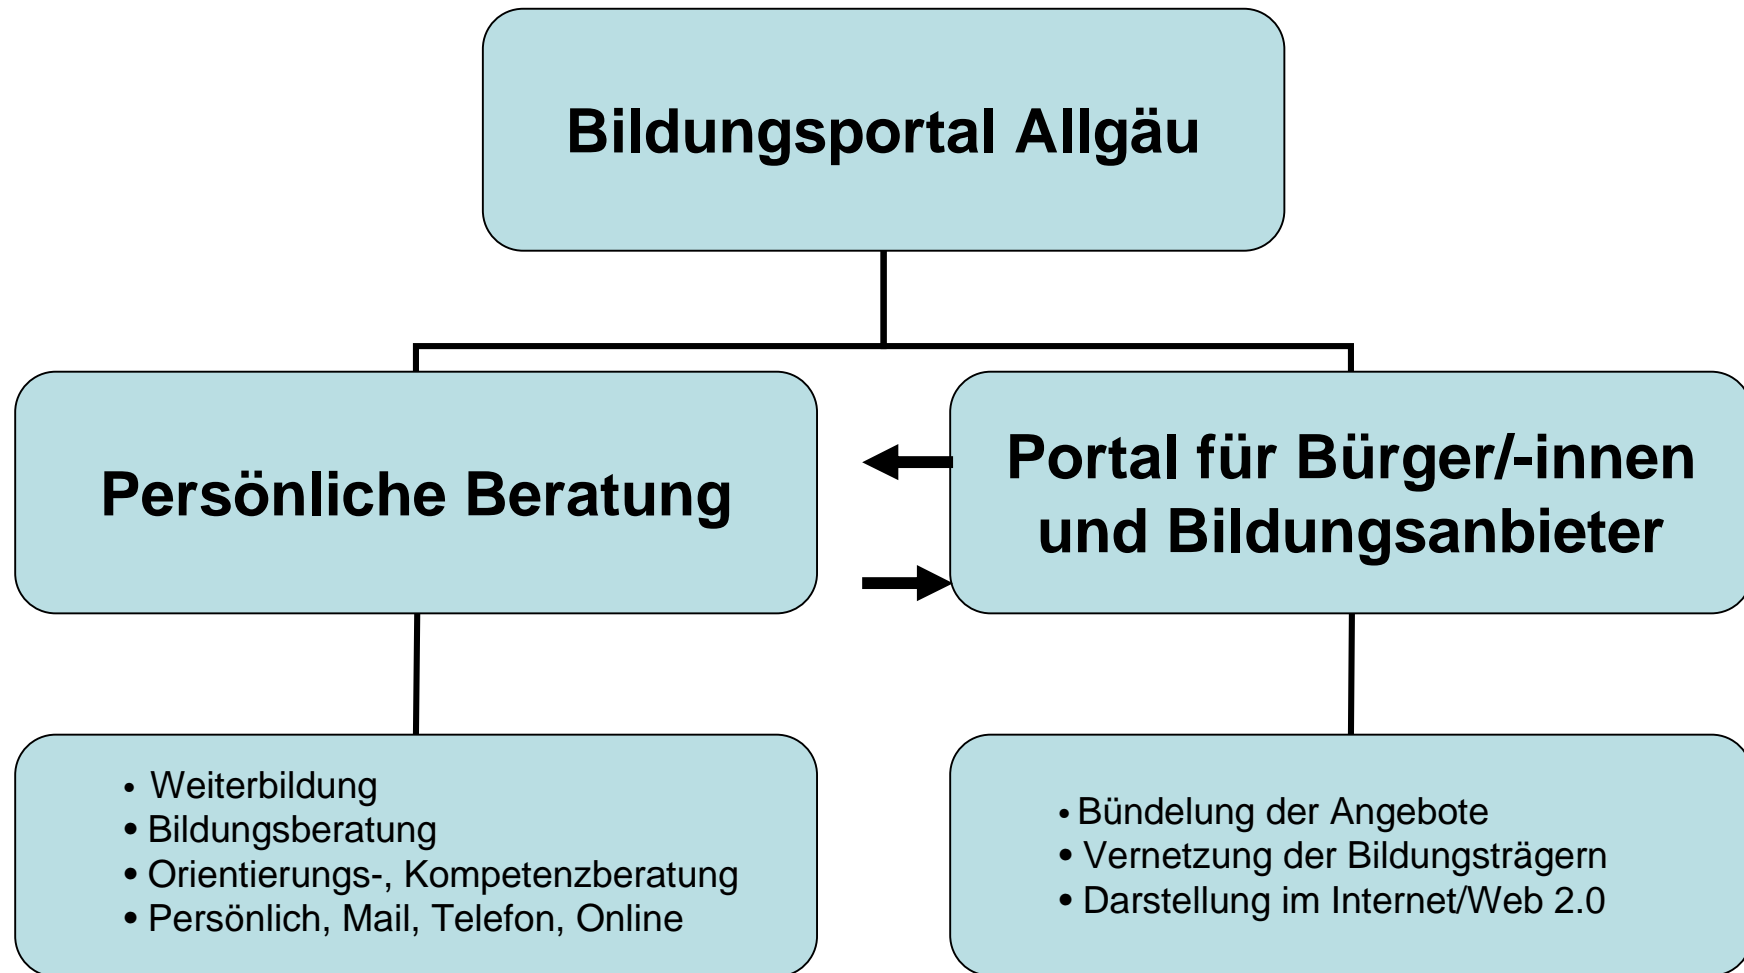 Bildungsportal Allgäu
Persönliche Beratung
Portal für Bürger/-innen
und Bildungsanbieter
• Weiterbildung
• Bildungsberatung
• Orientierungs-, Kompetenzberatung
• Persönlich, Mail, Telefon, Online
• Bündelung der Angebote
• Vernetzung der Bildungsträgern
• Darstellung im Internet/Web 2.0